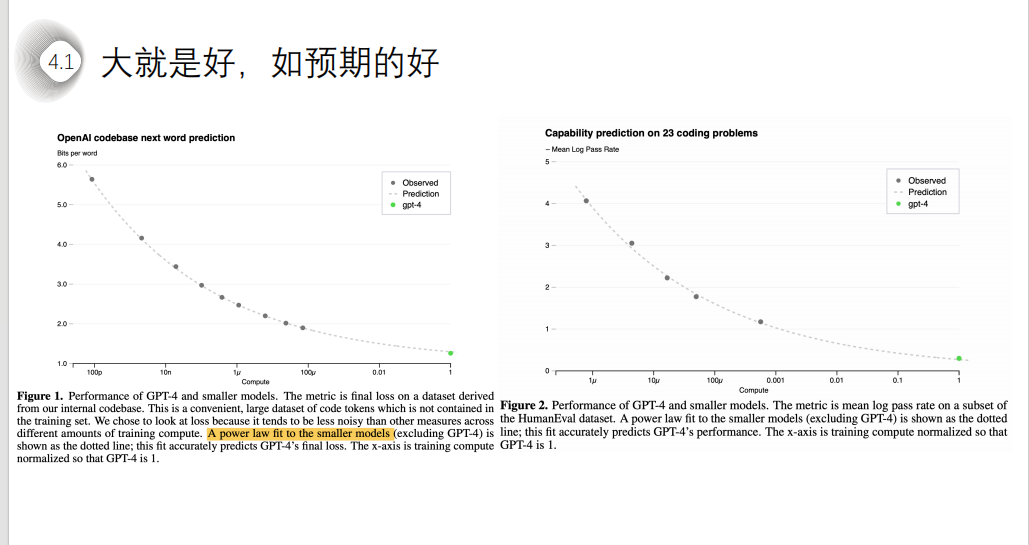 4.1
大就是好，如预期的好
OpenAI codebase next word prediction
Bits per word
6.0
5.0
4.0
3.0
2.0
1.0
Observed
Prediction
gpt-4
100p
10n
1μ
100μ
0.01
1
Compute
Figure 1. Performance of GPT-4 and smaller models. The metric is final loss on a dataset derived
from our internal codebase. This is a convenient, large dataset of code tokens which is not contained in
the training set. We chose to look at loss because it tends to be less noisy than other measures across
different amounts of training compute. A power law fit to the smaller models (excluding GPT-4) is
shown as the dotted line; this fit accurately predicts GPT-4's final loss. The x-axis is training compute
normalized so that GPT-4 is 1.
Capability prediction on 23 coding problems
– Mean Log Pass Rate
5
4
3
2
1
0
Observed
Prediction
gpt-4
1μ
10μ
100μ
0.001
0.01
0.1
1
Compute
Figure 2. Performance of GPT-4 and smaller models. The metric is mean log pass rate on a subset of
the HumanEval dataset. A power law fit to the smaller models (excluding GPT-4) is shown as the dotted
line; this fit accurately predicts GPT-4's performance. The x-axis is training compute normalized so that
GPT-4 is 1.